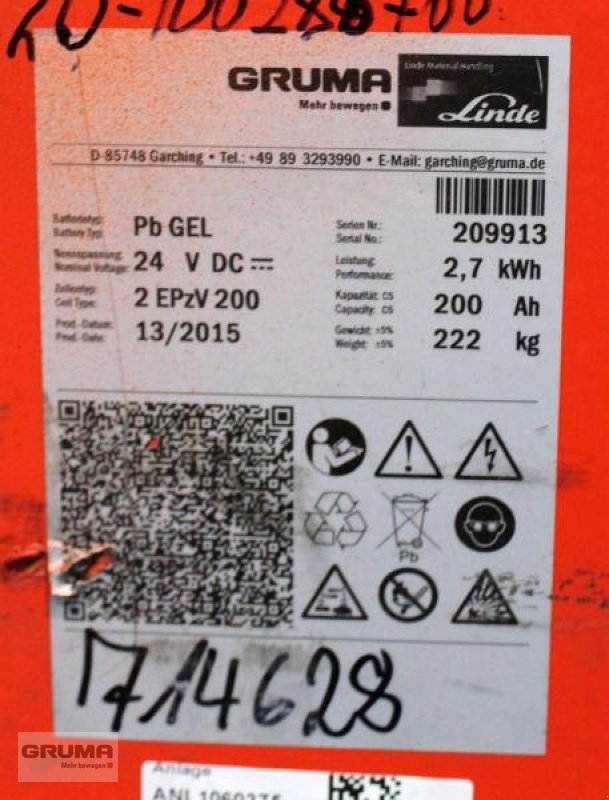 GRUMA
Mehr bewegen
Linde Material Handling
Linde
D-85748 Garching • Tel.: +49 89 3293990 • E-Mail: garching@gruma.de
Batterietyp:
Battery Typ: Pb GEL
Nennspannung:
Nominal Voltage: 24 V DC
Zellentyp:
Cell Type: 2 EPzV 200
Prod.-Datum:
Prod.-Date: 13/2015
Serien Nr.:
Serial No.: 209913
Leistung:
Performance: 2,7 kWh
Kapazität: C5
Capacity: C5 200 Ah
Gewicht: ±5%
Weight: ±5% 222 kg
Pb
714628
GRUMA
Mehr bewegen
Anlage